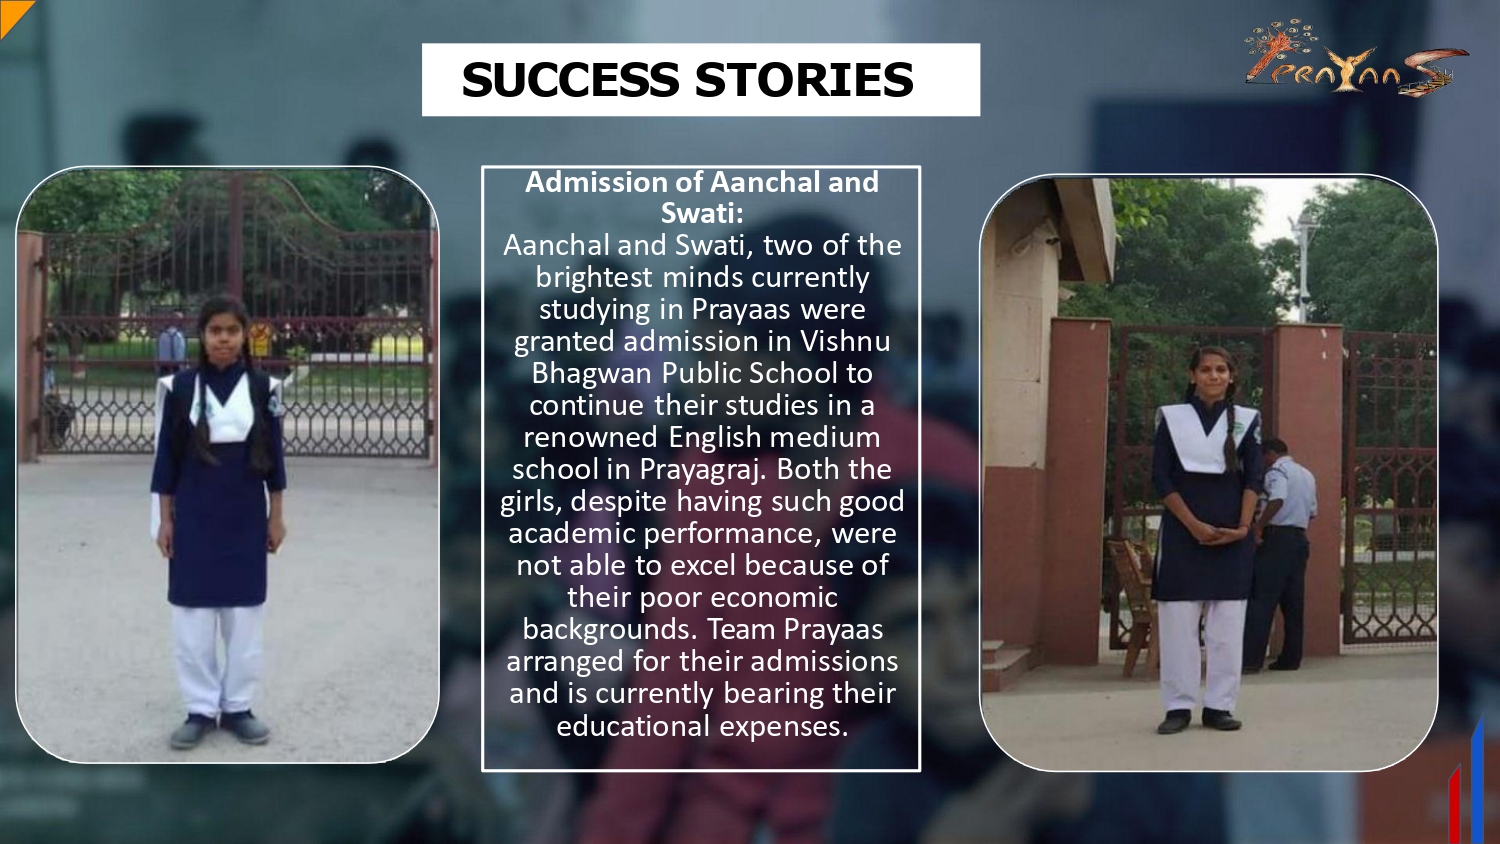 SUCCESS STORIES
PRAYAAS
Admission of Aanchal and
Swati:
Aanchal and Swati, two of the
brightest minds currently
studying in Prayaas were
granted admission in Vishnu
Bhagwan Public School to
continue their studies in a
renowned English medium
school in Prayagraj. Both the
girls, despite having such good
academic performance, were
not able to excel because of
their poor economic
backgrounds. Team Prayaas
arranged for their admissions
and is currently bearing their
educational expenses.